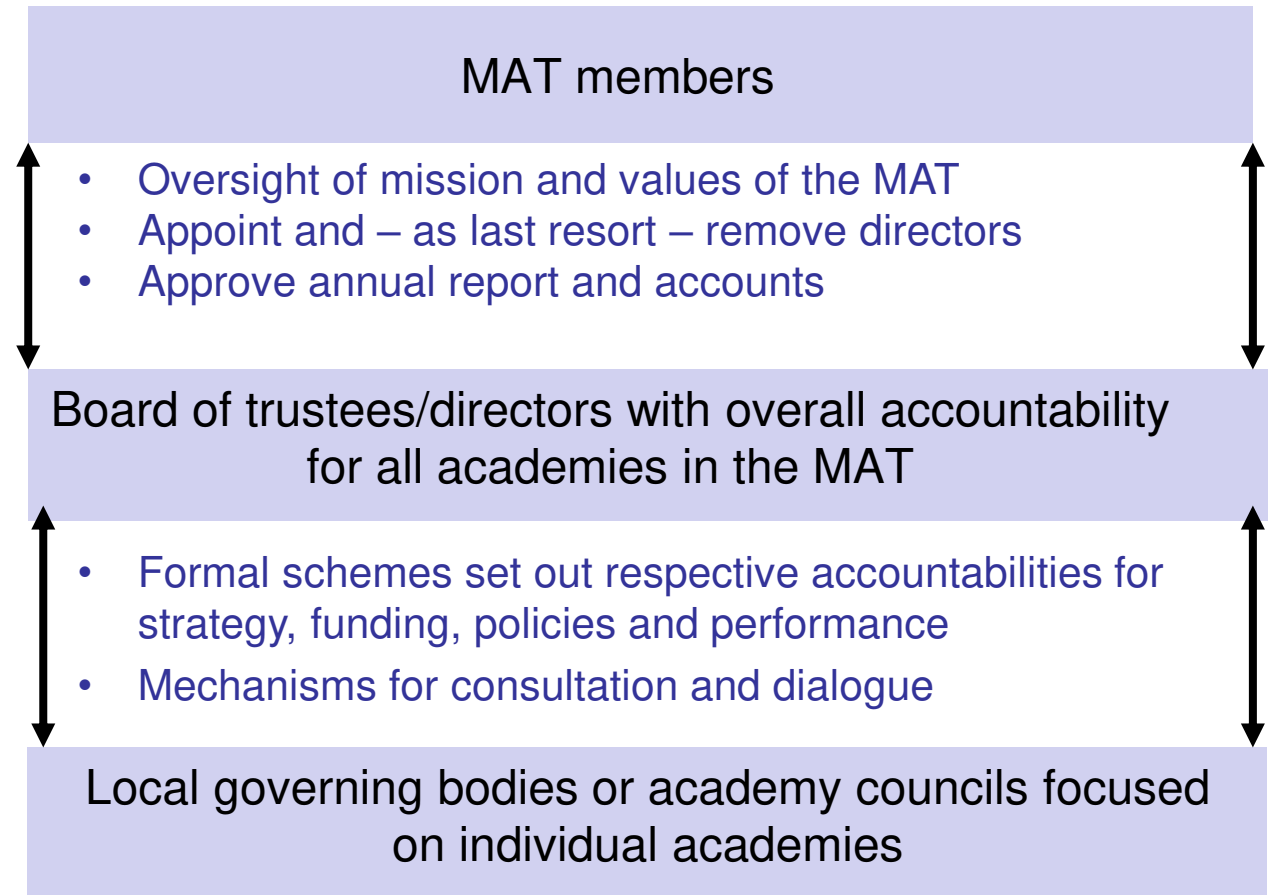 MAT members
• Oversight of mission and values of the MAT
• Appoint and – as last resort – remove directors
• Approve annual report and accounts
Board of trustees/directors with overall accountability
for all academies in the MAT
• Formal schemes set out respective accountabilities for
strategy, funding, policies and performance
• Mechanisms for consultation and dialogue
Local governing bodies or academy councils focused
on individual academies